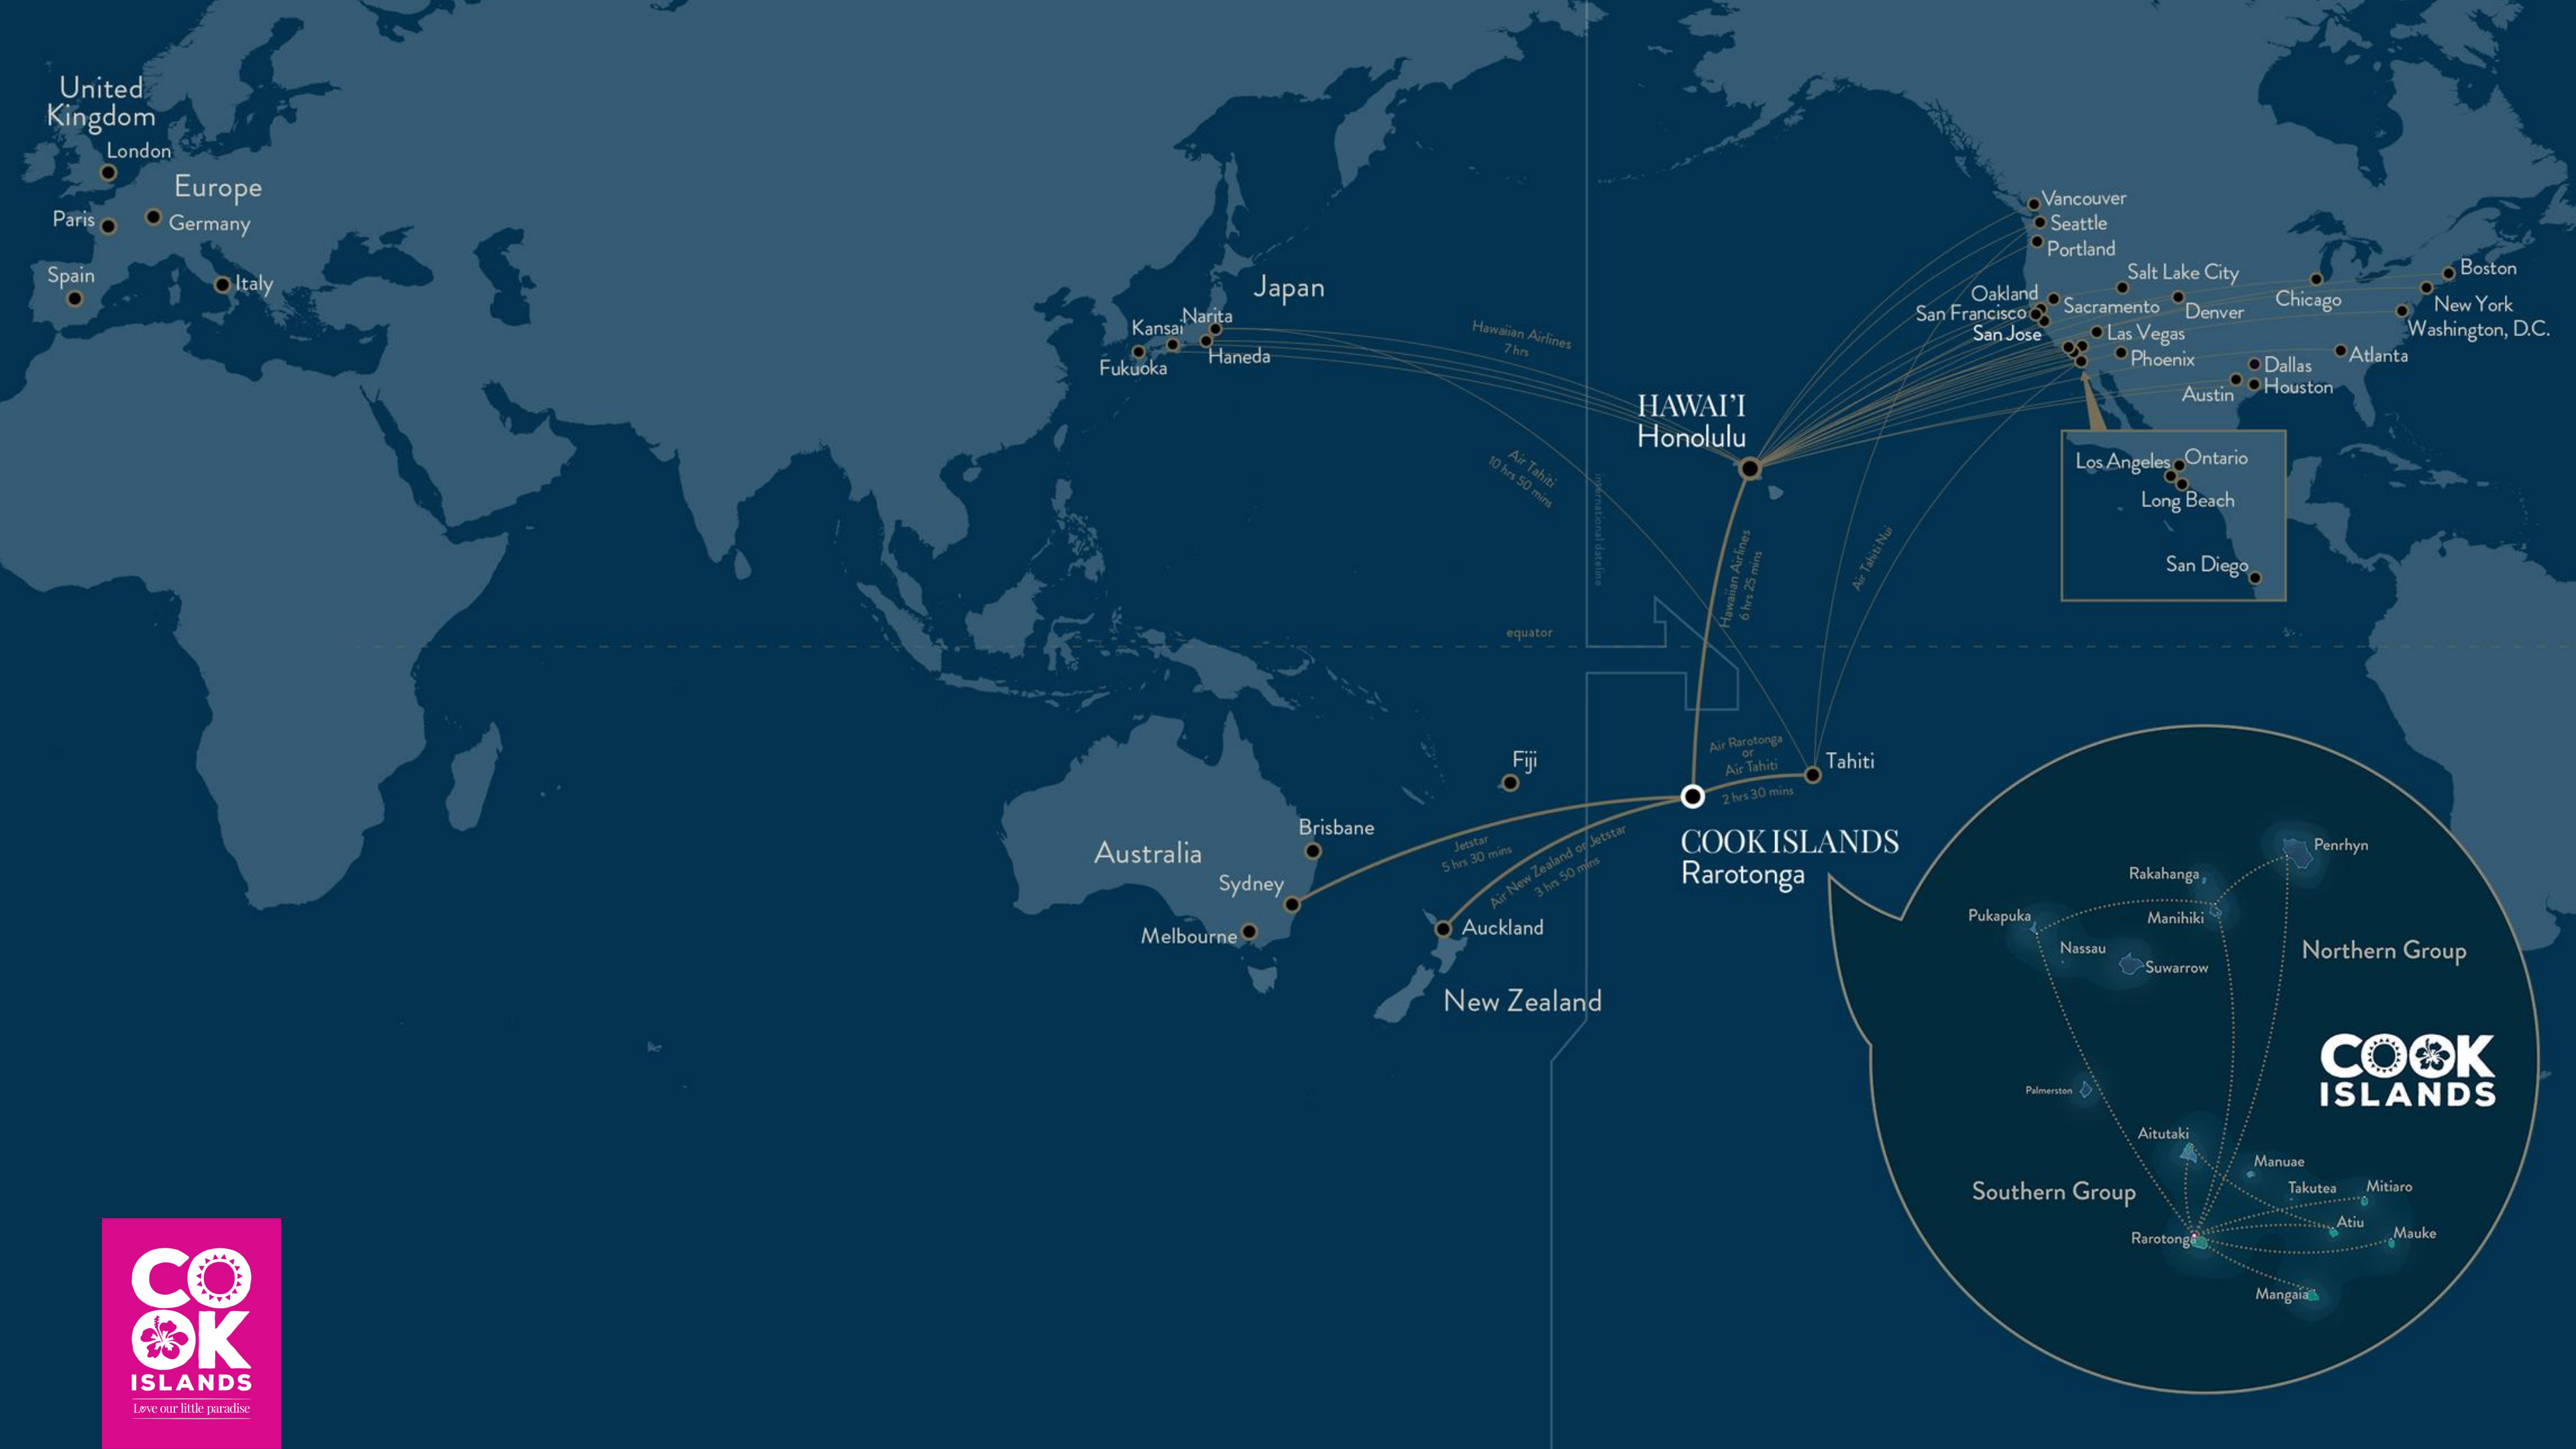 United
Kingdom
London
Europe
Paris
Germany
Spain
Italy
Japan
Narita
Kansai
Haneda
Fukuoka
Hawaiian Airlines
7 hrs
Air Tahiti
10 hrs 50 mins
international dateline
equator
HAWAI'I
Honolulu
Hawaiian Airlines
6 hrs 25 mins
Air Tahiti Nui
Vancouver
Seattle
Portland
Salt Lake City
Boston
Oakland
Sacramento
Denver
Chicago
New York
San Francisco
Washington, D.C.
San Jose
Las Vegas
Phoenix
Atlanta
Dallas
Houston
Austin
Los Angeles
Ontario
Long Beach
San Diego
Fiji
Air Rarotonga
or
Air Tahiti
2 hrs 30 mins
Tahiti
COOK ISLANDS
Rarotonga
Brisbane
Australia
Sydney
Melbourne
Jetstar
5 hrs 30 mins
Air New Zealand or Jetstar
3 hrs 50 mins
Auckland
New Zealand
Penrhyn
Rakahanga
Pukapuka
Manihiki
Nassau
Suwarrow
Northern Group
COOK
ISLANDS
Palmerston
Aitutaki
Manuae
Takutea
Mitiaro
Southern Group
Atiu
Mauke
Rarotonga
Mangaia
CO
OK
ISLANDS
Love our little paradise